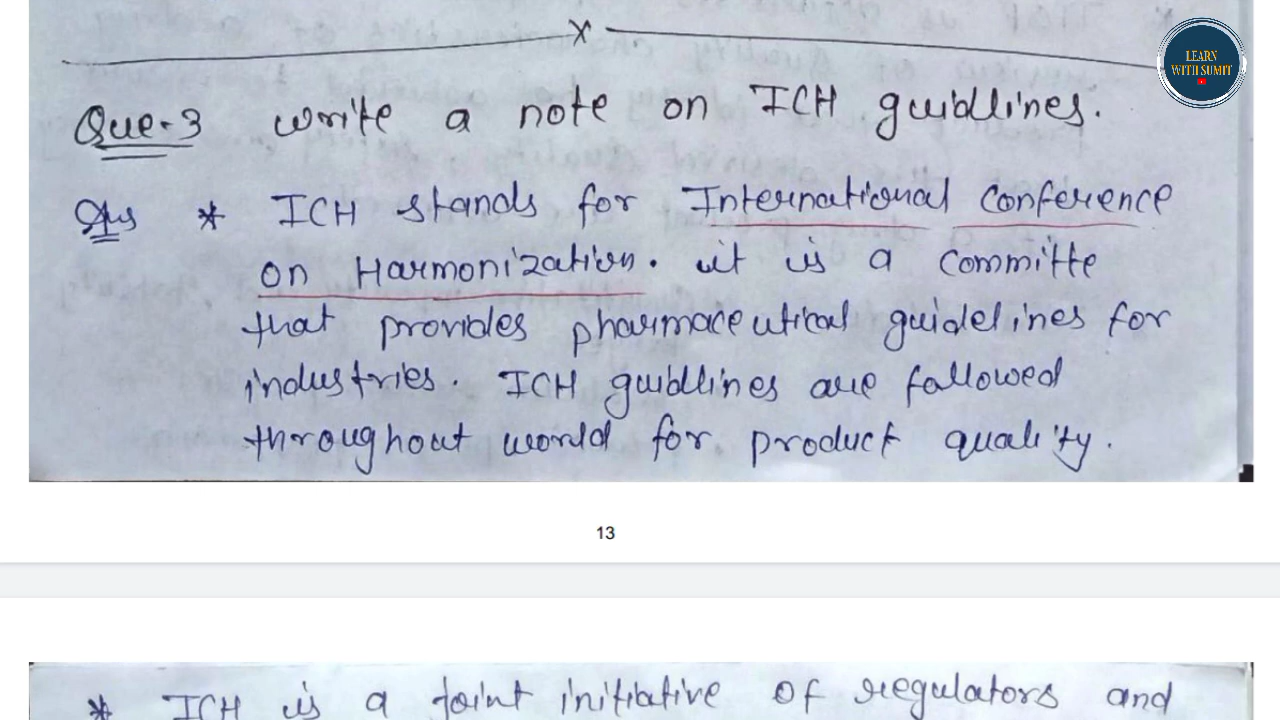 LEARN
WITH SUMIT
Que-3 write a note on ICH guidlines.
Ans * ICH stands for International Conference
on Harmonization. it is a committe
that provides pharmaceutical guidelines for
industries. ICH guidlines are followed
throughout world for product quality.
13
* ICH is a joint initiative of regulators and